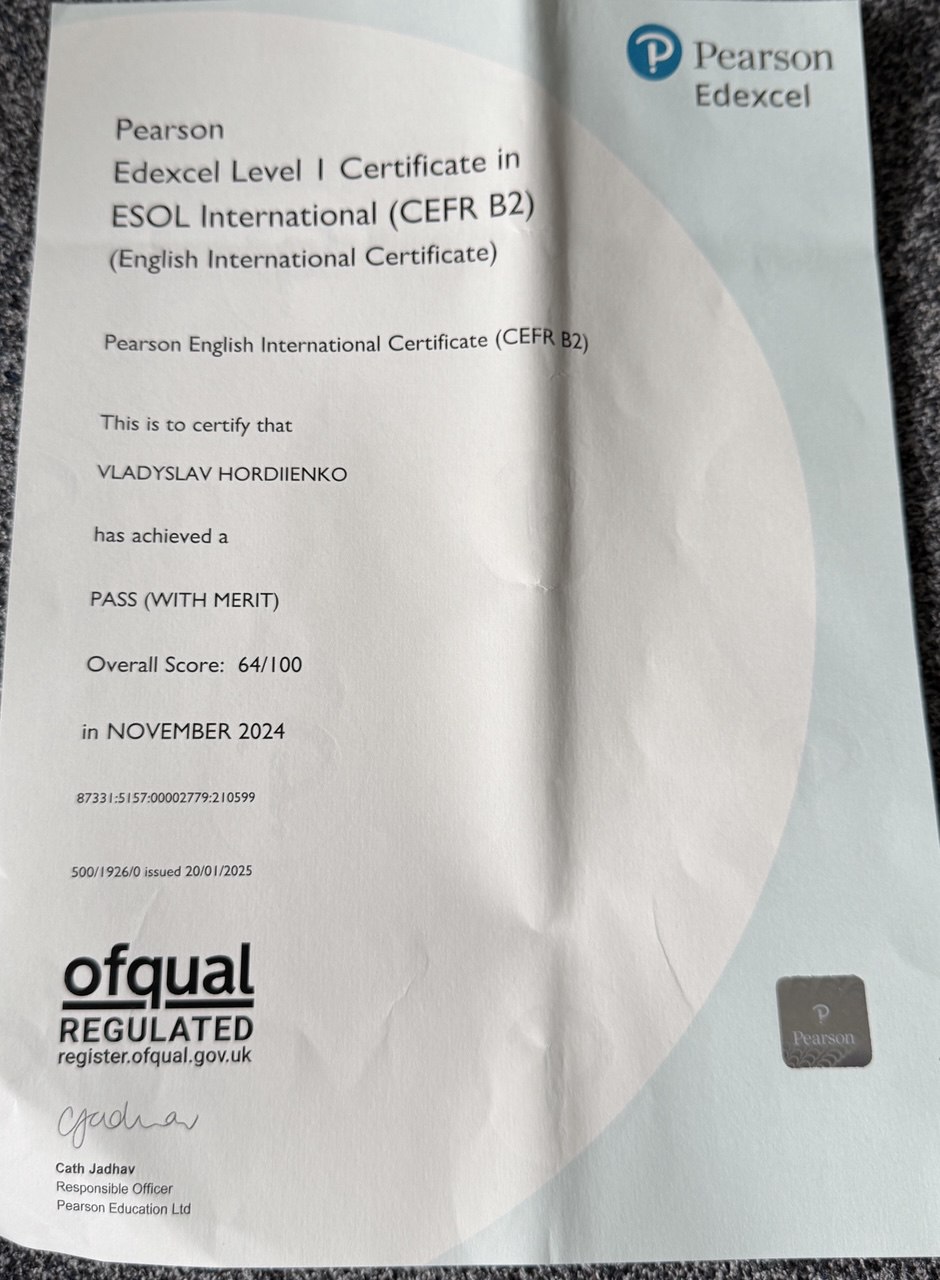 Pearson
Edexcel
Pearson
Edexcel Level 1 Certificate in
ESOL International (CEFR B2)
(English International Certificate)
Pearson English International Certificate (CEFR B2)
This is to certify that
VLADYSLAV HORDIIENKO
has achieved a
PASS (WITH MERIT)
Overall Score: 64/100
in NOVEMBER 2024
87331:5157:00002779:210599
500/1926/0 issued 20/01/2025
ofqual
REGULATED
register.ofqual.gov.uk
Pearson
CJadhav
Cath Jadhav
Responsible Officer
Pearson Education Ltd